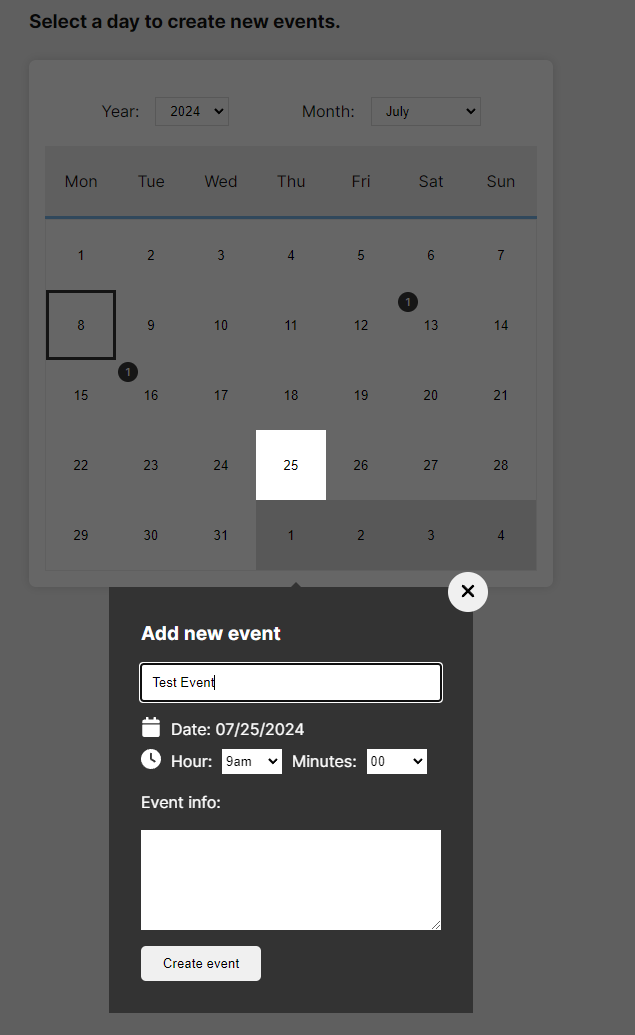 Select a day to create new events.
Year: 2024 Month: July
Mon Tue Wed Thu Fri Sat Sun
1 2 3 4 5 6 7
1
8 9 10 11 12 13 14
1
15 16 17 18 19 20 21
22 23 24 25 26 27 28
29 30 31 1 2 3 4
Add new event
Test Event
Date: 07/25/2024
Hour: 9am Minutes: 00
Event info:
Create event